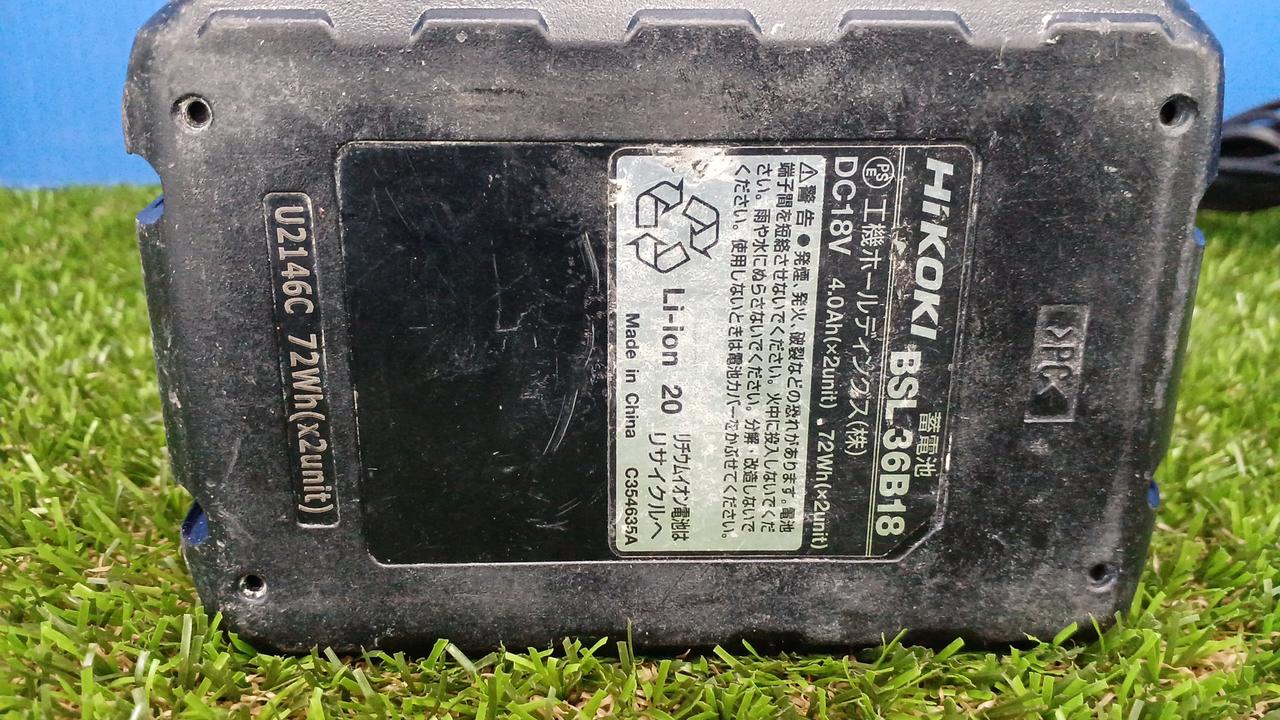 HiKOKI 蓄電池 BSL 36B18
PSE 工機ホールディングス(株)
DC18V 4.0Ah(×2unit), 72Wh(×2unit)
⚠警告 ●発煙、発火、破裂などの恐れがあります。電池
端子間を短絡させないでください。火中に投入しないでくだ
さい。雨や水にぬらさないでください。分解・改造しないで
ください。使用しないときは電池カバーをかぶせてください。
Li-ion 20 リチウムイオン電池は
リサイクルへ
Made in China C354635A
U2146C 72Wh(x2unit)
>PC<